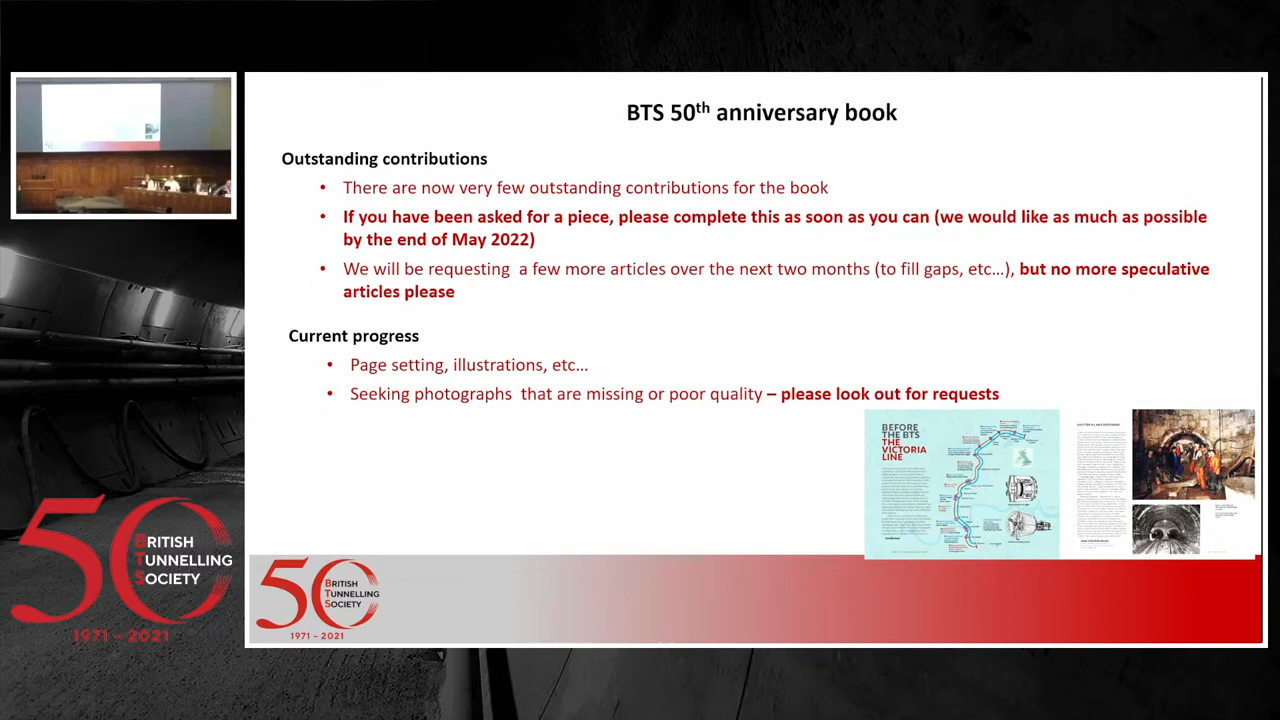 BTS 50th anniversary book
Outstanding contributions
• There are now very few outstanding contributions for the book
• If you have been asked for a piece, please complete this as soon as you can (we would like as much as possible
by the end of May 2022)
• We will be requesting  a few more articles over the next two months (to fill gaps, etc…), but no more speculative
articles please
Current progress
• Page setting, illustrations, etc…
• Seeking photographs  that are missing or poor quality – please look out for requests
BEFORE
THE BTS
THE
VICTORIA
LINE
50
BRITISH
TUNNELLING
SOCIETY
1971 – 2021
50
BRITISH
TUNNELLING
SOCIETY
1971 – 2021